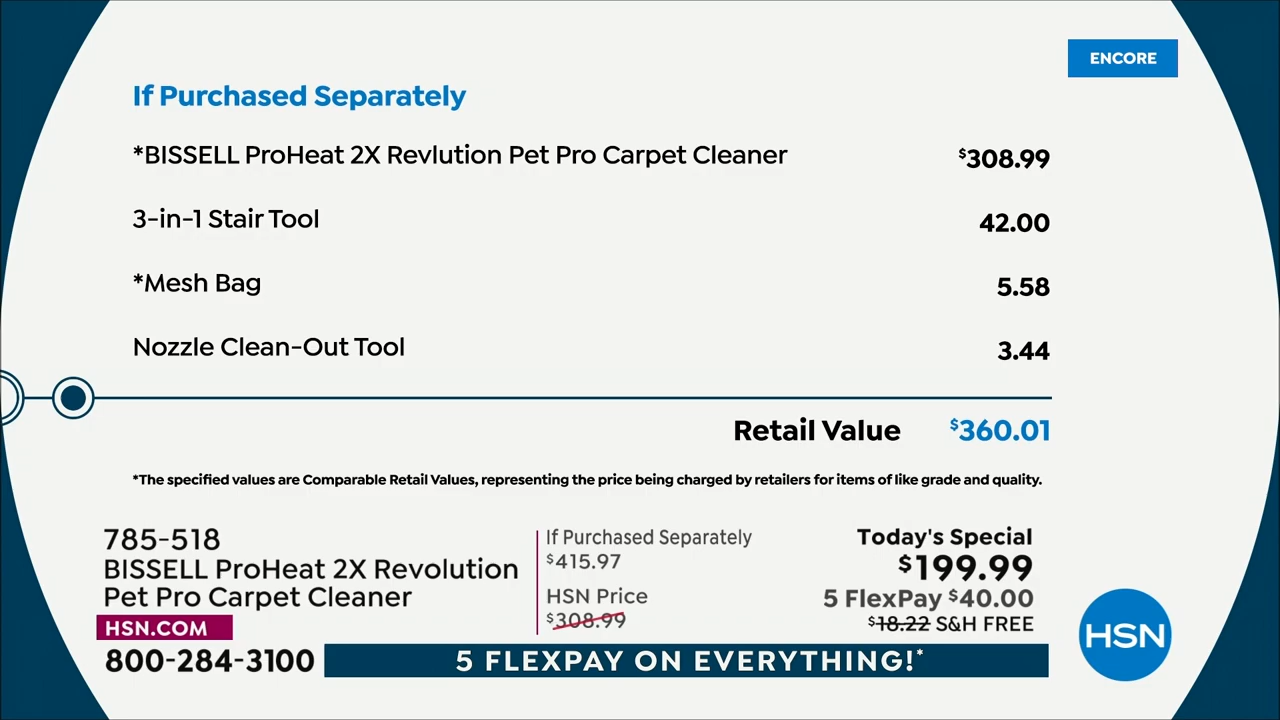 ENCORE
If Purchased Separately
*BISSELL ProHeat 2X Revlution Pet Pro Carpet Cleaner $308.99
3-in-1 Stair Tool 42.00
*Mesh Bag 5.58
Nozzle Clean-Out Tool 3.44
Retail Value $360.01
*The specified values are Comparable Retail Values, representing the price being charged by retailers for items of like grade and quality.
785-518
BISSELL ProHeat 2X Revolution
Pet Pro Carpet Cleaner
HSN.COM
800-284-3100
If Purchased Separately
$415.97
HSN Price
$308.99
Today's Special
$199.99
5 FlexPay $40.00
$18.22 S&H FREE
5 FLEXPAY ON EVERYTHING!*
HSN